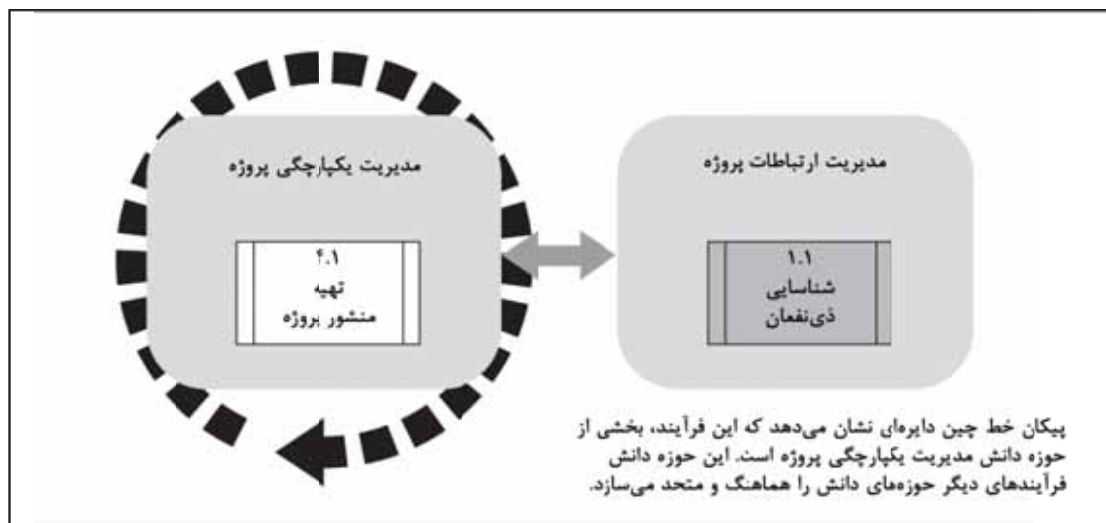 مدیریت یکپارچگی پروژه
۴.۱
تهیه
منشور پروژه
مدیریت ارتباطات پروژه
۱.۱
شناسایی
ذی‌نفعان
پیکان خط چین دایره‌ای نشان می‌دهد که این فرآیند، بخشی از
حوزه دانش مدیریت یکپارچگی پروژه است. این حوزه دانش
فرآیندهای دیگر حوزه‌های دانش را هماهنگ و متحد می‌سازد.